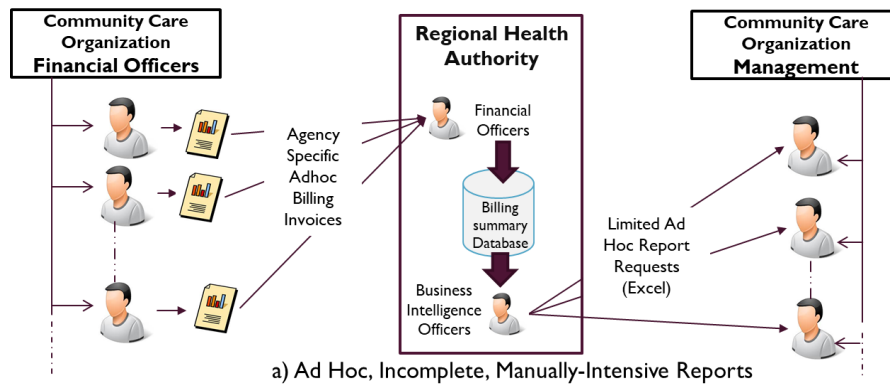 Community Care
Organization
Financial Officers
Agency
Specific
Adhoc
Billing
Invoices
Regional Health
Authority
Financial
Officers
Billing
summary
Database
Business
Intelligence
Officers
Limited Ad
Hoc Report
Requests
(Excel)
Community Care
Organization
Management
a) Ad Hoc, Incomplete, Manually-Intensive Reports